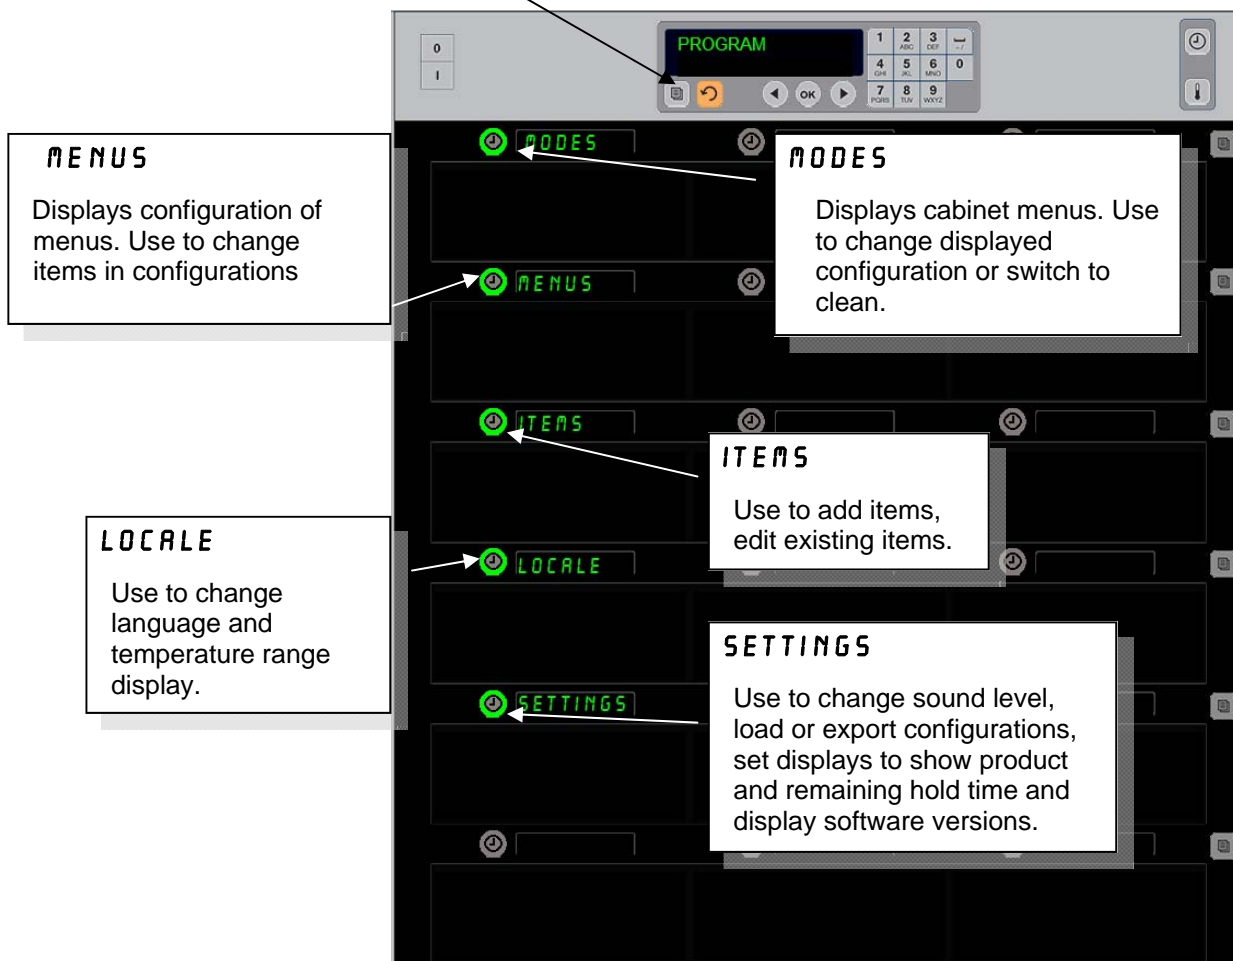 0
I
PROGRAM
1 2 ABC 3 DEF ⎵ -/
4 GHI 5 JKL 6 MNO 0
7 PQRS 8 TUV 9 WXYZ
OK
MODES
MENUS
Displays configuration of
menus. Use to change
items in configurations
MODES
Displays cabinet menus. Use
to change displayed
configuration or switch to
clean.
MENUS
ITEMS
ITEMS
Use to add items,
edit existing items.
LOCALE
Use to change
language and
temperature range
display.
LOCALE
SETTINGS
Use to change sound level,
load or export configurations,
set displays to show product
and remaining hold time and
display software versions.
SETTINGS